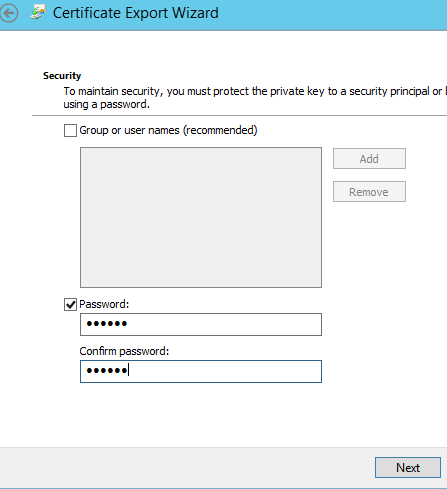 Certificate Export Wizard
Security
To maintain security, you must protect the private key to a security principal or
using a password.
Group or user names (recommended)
Add
Remove
Password:
••••••
Confirm password:
••••••
Next